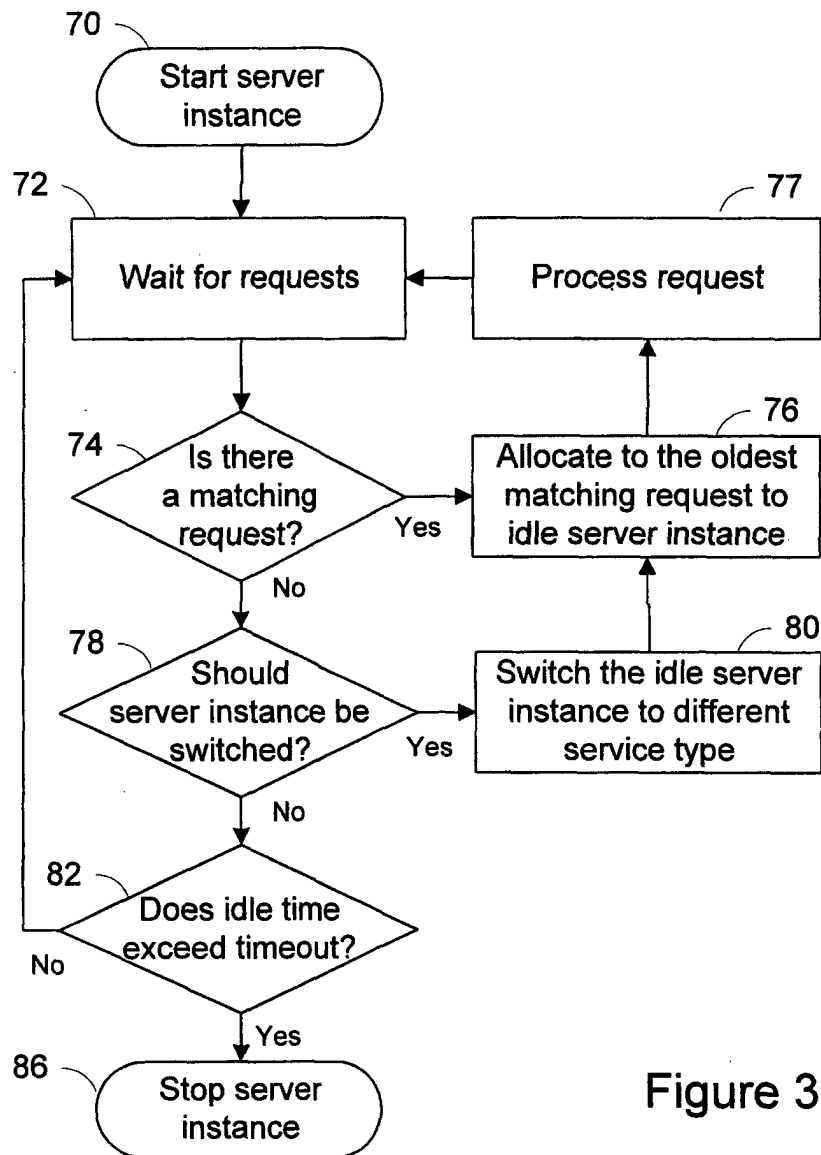 70
Start server
instance
72
Wait for requests
77
Process request
74
Is there
a matching
request?
Yes
No
76
Allocate to the oldest
matching request to
idle server instance
78
Should
server instance be
switched?
Yes
No
80
Switch the idle server
instance to different
service type
82
Does idle time
exceed timeout?
No
Yes
86
Stop server
instance
Figure 3